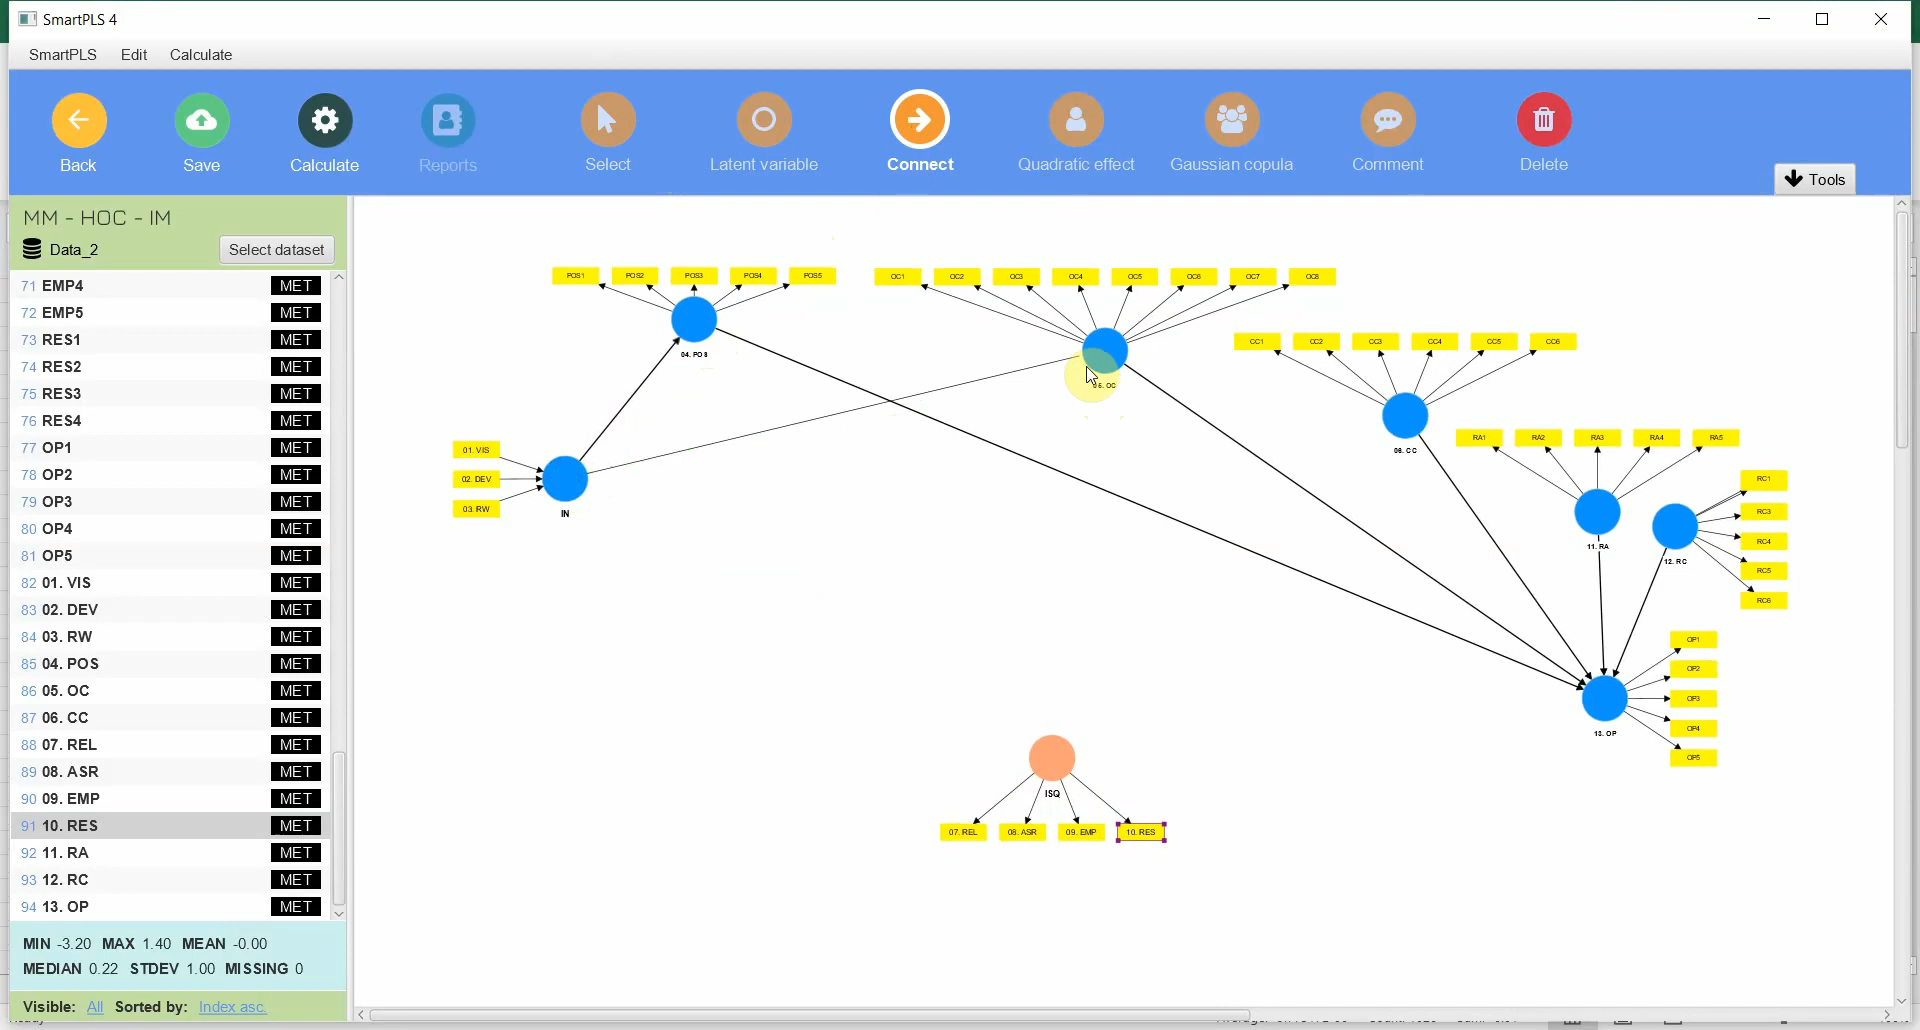 SmartPLS 4
SmartPLS Edit Calculate
Back Save Calculate Reports Select Latent variable Connect Quadratic effect Gaussian copula Comment Delete
Tools
MM - HOC - IM
Data_2 Select dataset
71 EMP4 MET
72 EMP5 MET
73 RES1 MET
74 RES2 MET
75 RES3 MET
76 RES4 MET
77 OP1 MET
78 OP2 MET
79 OP3 MET
80 OP4 MET
81 OP5 MET
82 01. VIS MET
83 02. DEV MET
84 03. RW MET
85 04. POS MET
86 05. OC MET
87 06. CC MET
88 07. REL MET
89 08. ASR MET
90 09. EMP MET
91 10. RES MET
92 11. RA MET
93 12. RC MET
94 13. OP MET
MIN -3.20 MAX 1.40 MEAN -0.00
MEDIAN 0.22 STDEV 1.00 MISSING 0
Visible: All Sorted by: Index asc.
POS1 POS2 POS3 POS4 POS5
04. POS
OC1 OC2 OC3 OC4 OC5 OC6 OC7 OC8
05. OC
CC1 CC2 CC3 CC4 CC5 CC6
06. CC
RA1 RA2 RA3 RA4 RA5
11. RA
RC1
RC3
RC4
RC5
RC6
12. RC
01. VIS
02. DEV
03. RW
IN
OP1
OP2
OP3
OP4
OP5
13. OP
ISQ
07. REL 08. ASR 09. EMP 10. RES